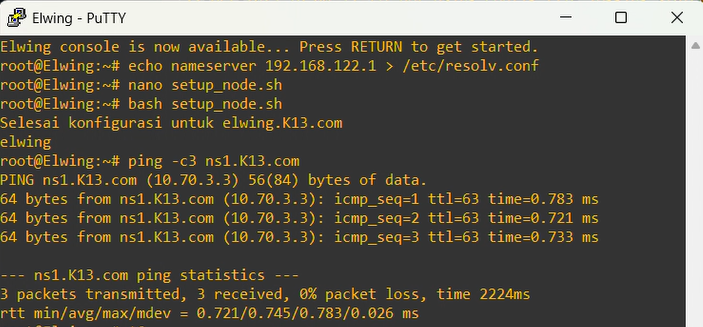 Elwing - PuTTY
Elwing console is now available... Press RETURN to get started.
root@Elwing:~# echo nameserver 192.168.122.1 > /etc/resolv.conf
root@Elwing:~# nano setup_node.sh
root@Elwing:~# bash setup_node.sh
Selesai konfigurasi untuk elwing.K13.com
elwing
root@Elwing:~# ping -c3 ns1.K13.com
PING ns1.K13.com (10.70.3.3) 56(84) bytes of data.
64 bytes from ns1.K13.com (10.70.3.3): icmp_seq=1 ttl=63 time=0.783 ms
64 bytes from ns1.K13.com (10.70.3.3): icmp_seq=2 ttl=63 time=0.721 ms
64 bytes from ns1.K13.com (10.70.3.3): icmp_seq=3 ttl=63 time=0.733 ms
--- ns1.K13.com ping statistics ---
3 packets transmitted, 3 received, 0% packet loss, time 2224ms
rtt min/avg/max/mdev = 0.721/0.745/0.783/0.026 ms